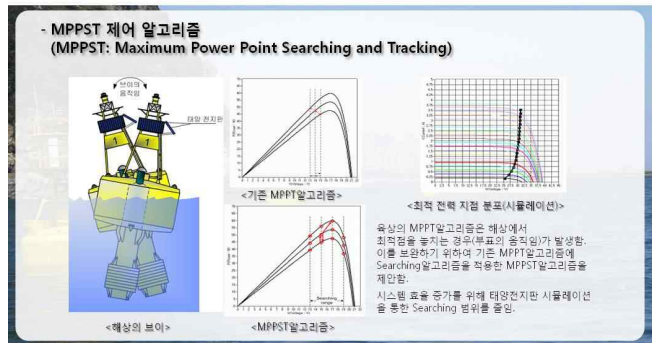 - MPPST 제어 알고리즘
(MPPST: Maximum Power Point Searching and Tracking)
브이의
움직임
태양 전지판
1
1
<해상의 브이>
<기존 MPPT알고리즘>
Searching
range
<MPPST알고리즘>
<최적 전력 지점 분포(시뮬레이션)>
육상의 MPPT알고리즘은 해상에서
최적점을 놓치는 경우(부표의 움직임)가 발생함.
이를 보완하기 위하여 기존 MPPT알고리즘에
Searching알고리즘을 적용한 MPPST알고리즘을
제안함.
시스템 효율 증가를 위해 태양전지판 시뮬레이션
을 통한 Searching 범위를 줄임.